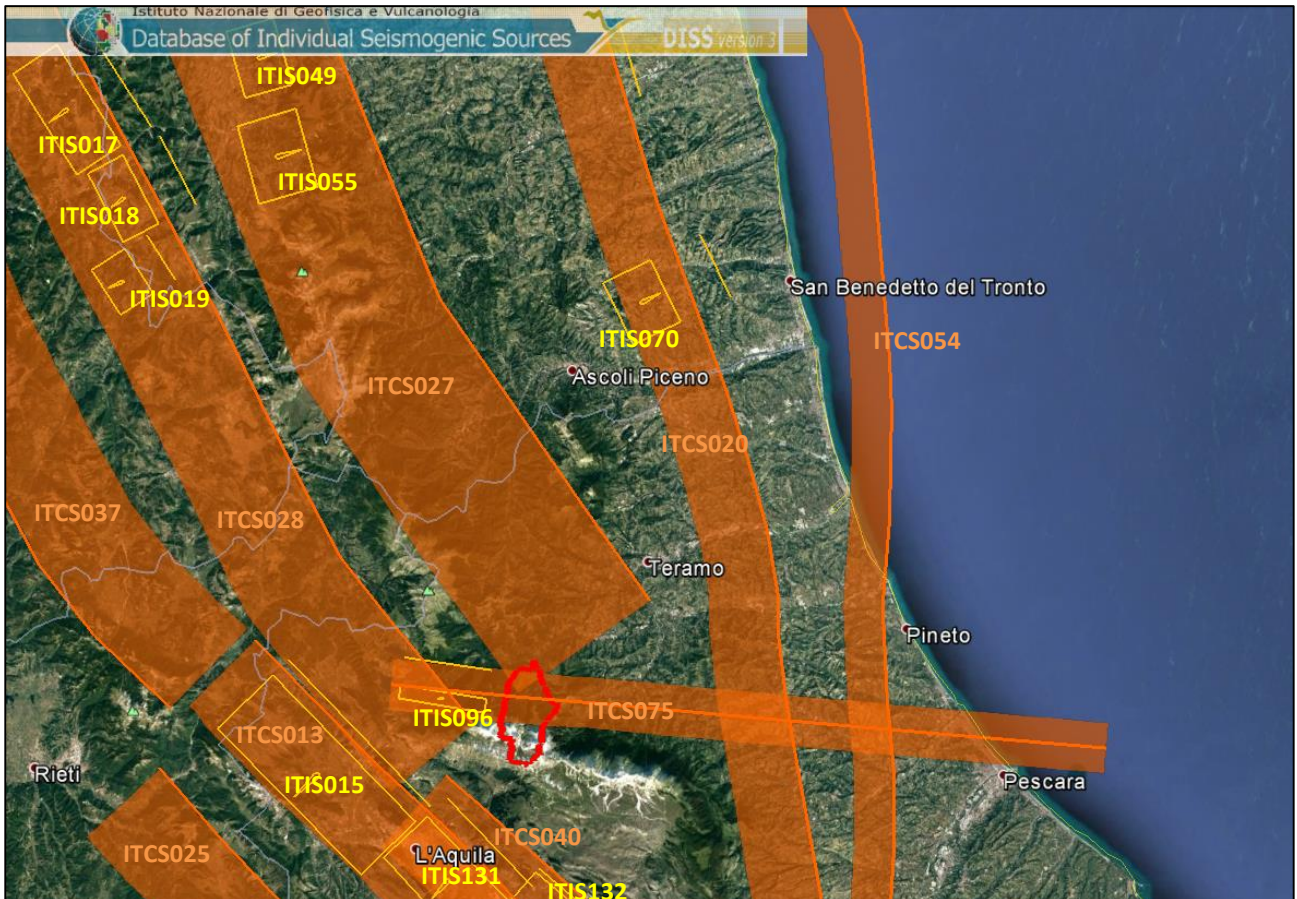 Istituto Nazionale di Geofisica e Vulcanologia
Database of Individual Seismogenic Sources
DISS version 3
ITIS049
ITIS017
ITIS055
ITIS018
ITIS019
San Benedetto del Tronto
ITIS070
ITCS054
Ascoli Piceno
ITCS027
ITCS020
ITCS037
ITCS028
Teramo
Pineto
ITIS096
ITCS075
ITCS013
Rieti
ITIS015
Pescara
ITCS040
ITCS025
L'Aquila
ITIS131
ITIS132